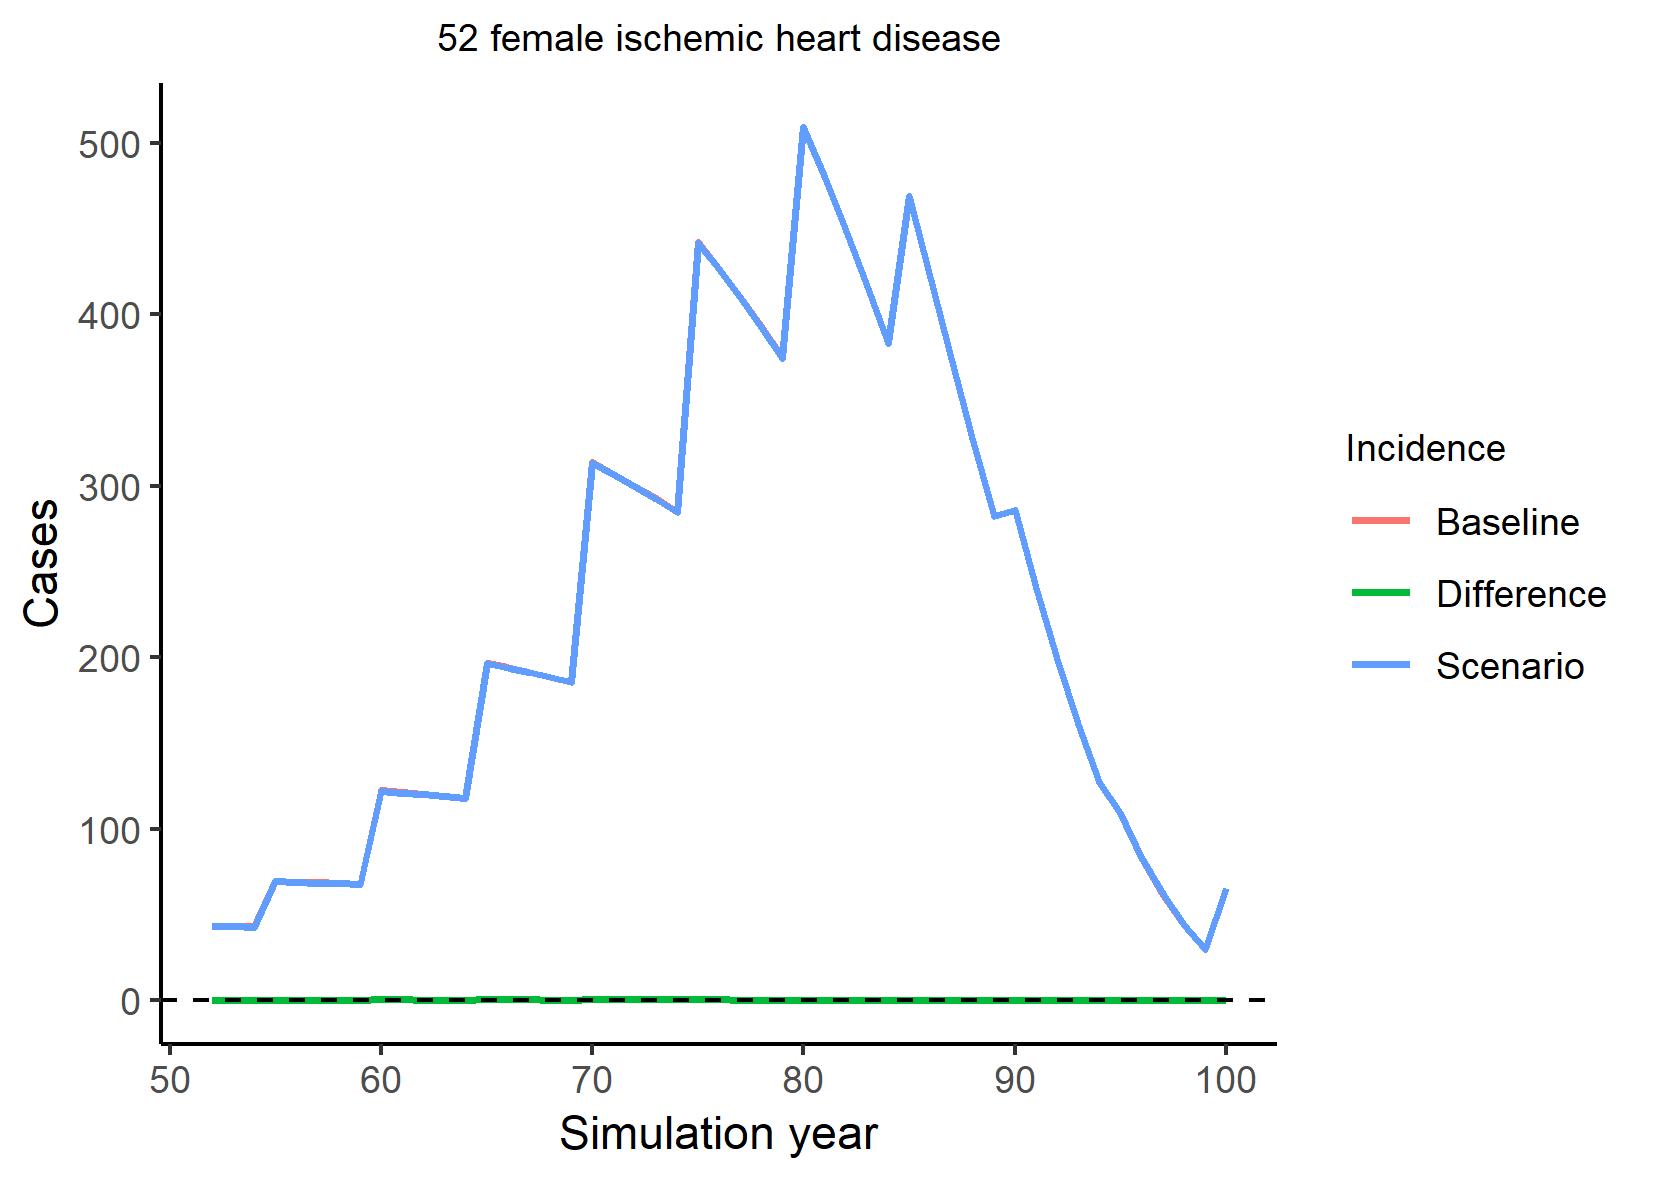 52 female ischemic heart disease
Cases
500
400
300
200
100
0
50 60 70 80 90 100
Simulation year
Incidence
Baseline
Difference
Scenario